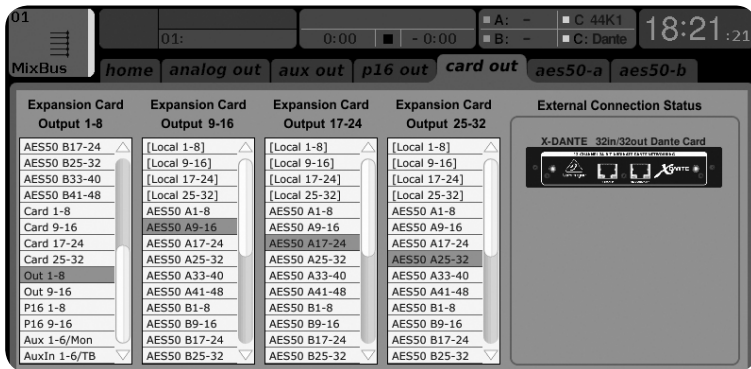 01
MixBus
01:
0:00
- 0:00
A: -
B: -
C 44K1
C: Dante
18:21:21
home
analog out
aux out
p16 out
card out
aes50-a
aes50-b
Expansion Card
Output 1-8
AES50 B17-24
AES50 B25-32
AES50 B33-40
AES50 B41-48
Card 1-8
Card 9-16
Card 17-24
Card 25-32
Out 1-8
Out 9-16
P16 1-8
P16 9-16
Aux 1-6/Mon
AuxIn 1-6/TB
Expansion Card
Output 9-16
[Local 1-8]
[Local 9-16]
[Local 17-24]
[Local 25-32]
AES50 A1-8
AES50 A9-16
AES50 A17-24
AES50 A25-32
AES50 A33-40
AES50 A41-48
AES50 B1-8
AES50 B9-16
AES50 B17-24
AES50 B25-32
Expansion Card
Output 17-24
[Local 1-8]
[Local 9-16]
[Local 17-24]
[Local 25-32]
AES50 A1-8
AES50 A9-16
AES50 A17-24
AES50 A25-32
AES50 A33-40
AES50 A41-48
AES50 B1-8
AES50 B9-16
AES50 B17-24
AES50 B25-32
Expansion Card
Output 25-32
[Local 1-8]
[Local 9-16]
[Local 17-24]
[Local 25-32]
AES50 A1-8
AES50 A9-16
AES50 A17-24
AES50 A25-32
AES50 A33-40
AES50 A41-48
AES50 B1-8
AES50 B9-16
AES50 B17-24
AES50 B25-32
External Connection Status
X-DANTE 32in/32out Dante Card